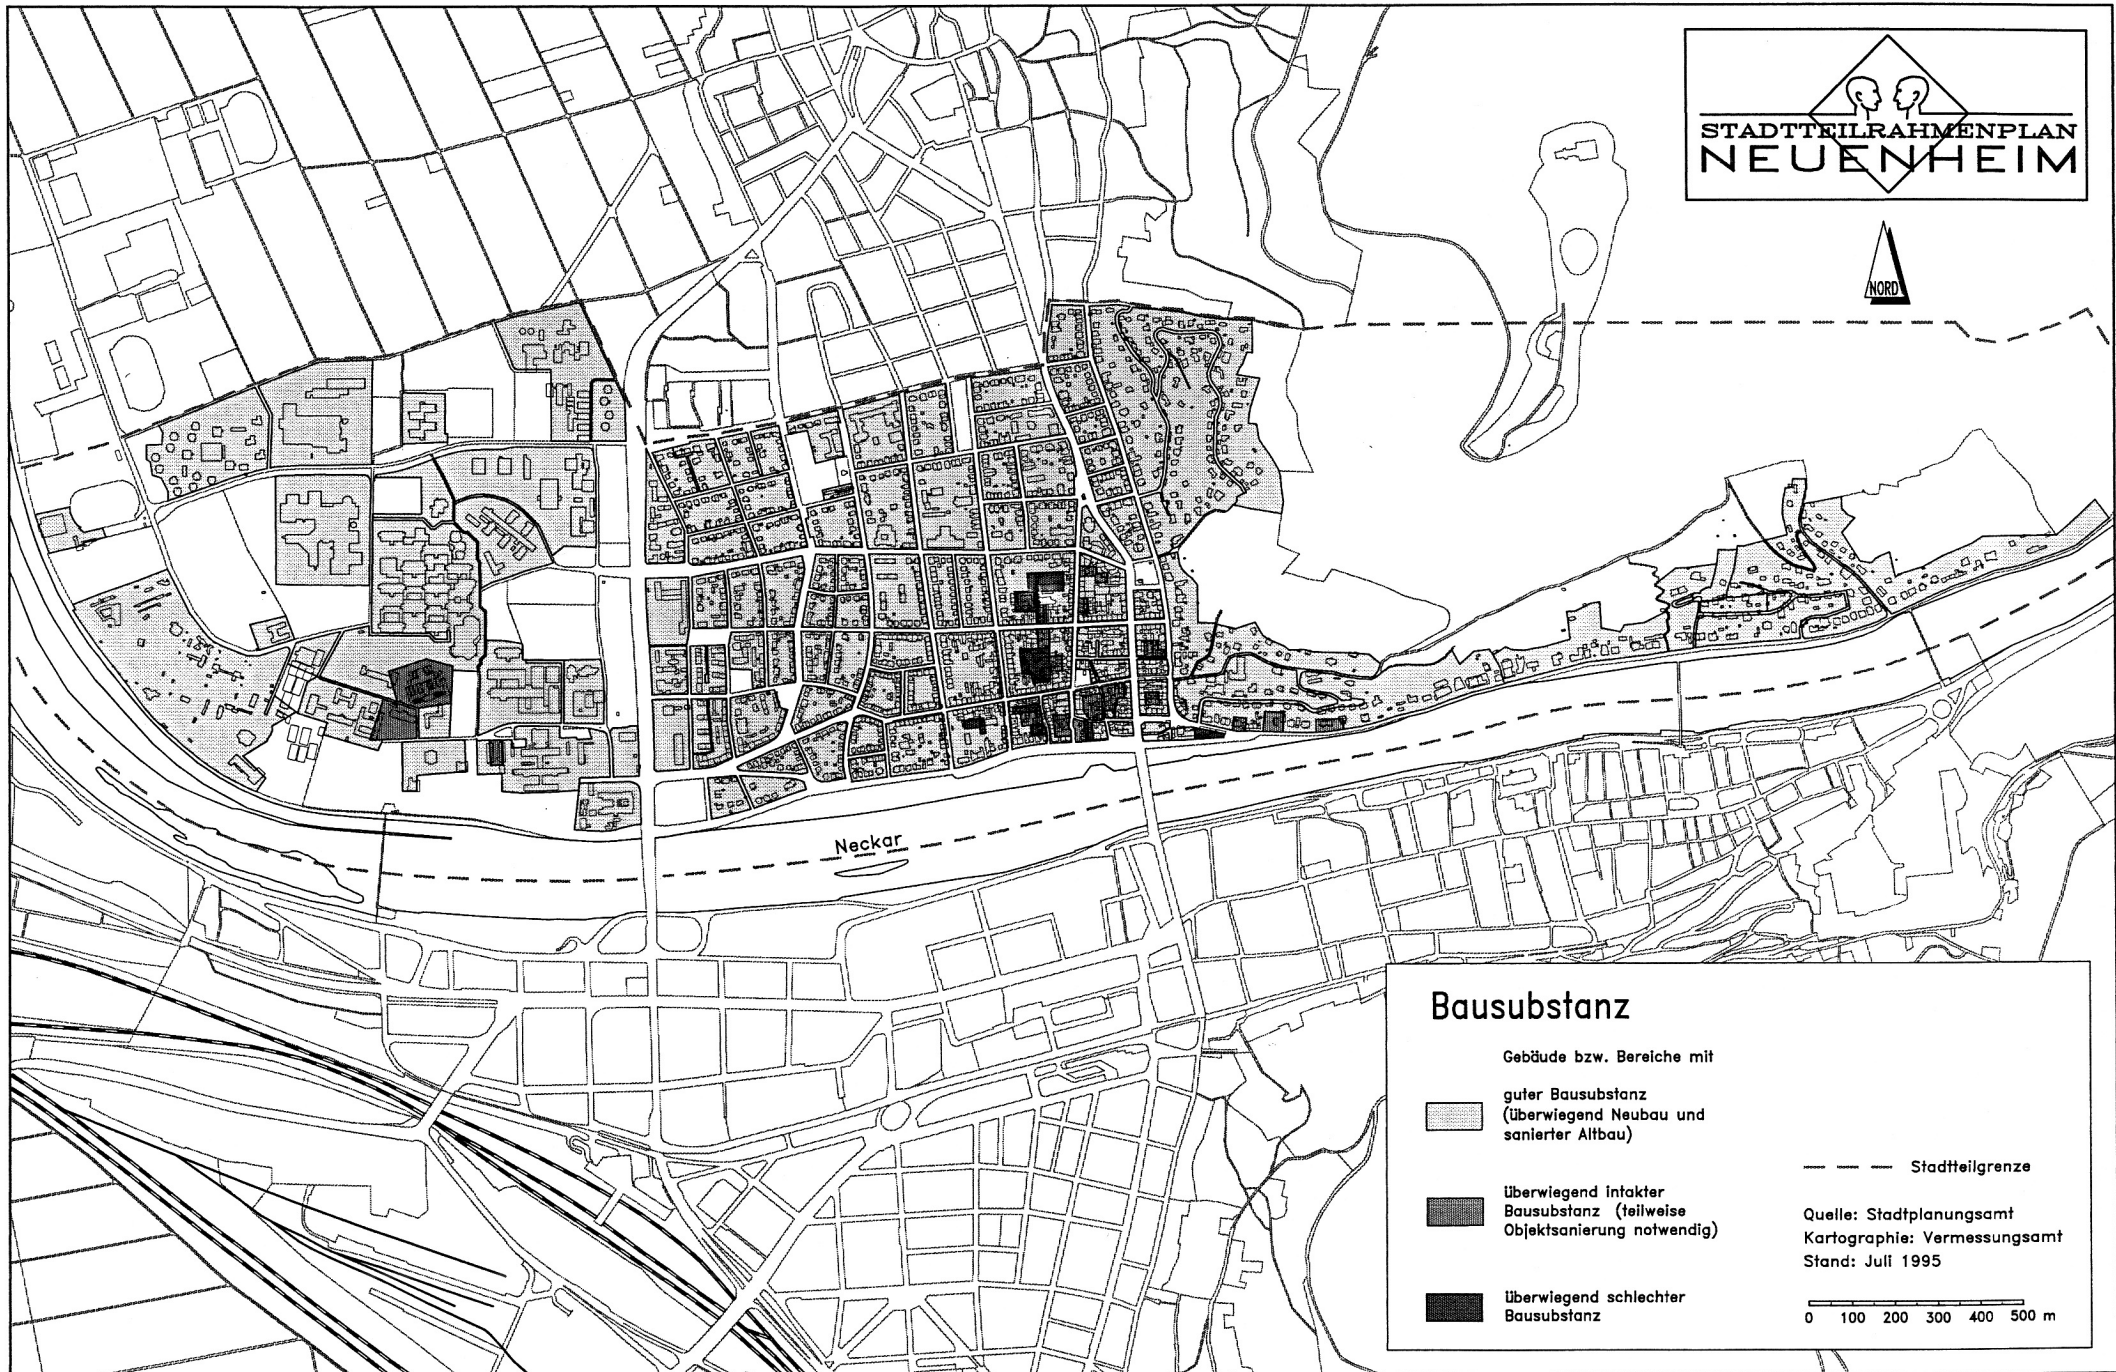 STADTTEILRAHMENPLAN
NEUENHEIM
NORD
Neckar
Bausubstanz
Gebäude bzw. Bereiche mit
guter Bausubstanz
(überwiegend Neubau und
sanierter Altbau)
überwiegend intakter
Bausubstanz (teilweise
Objektsanierung notwendig)
überwiegend schlechter
Bausubstanz
Stadtteilgrenze
Quelle: Stadtplanungsamt
Kartographie: Vermessungsamt
Stand: Juli 1995
0 100 200 300 400 500 m